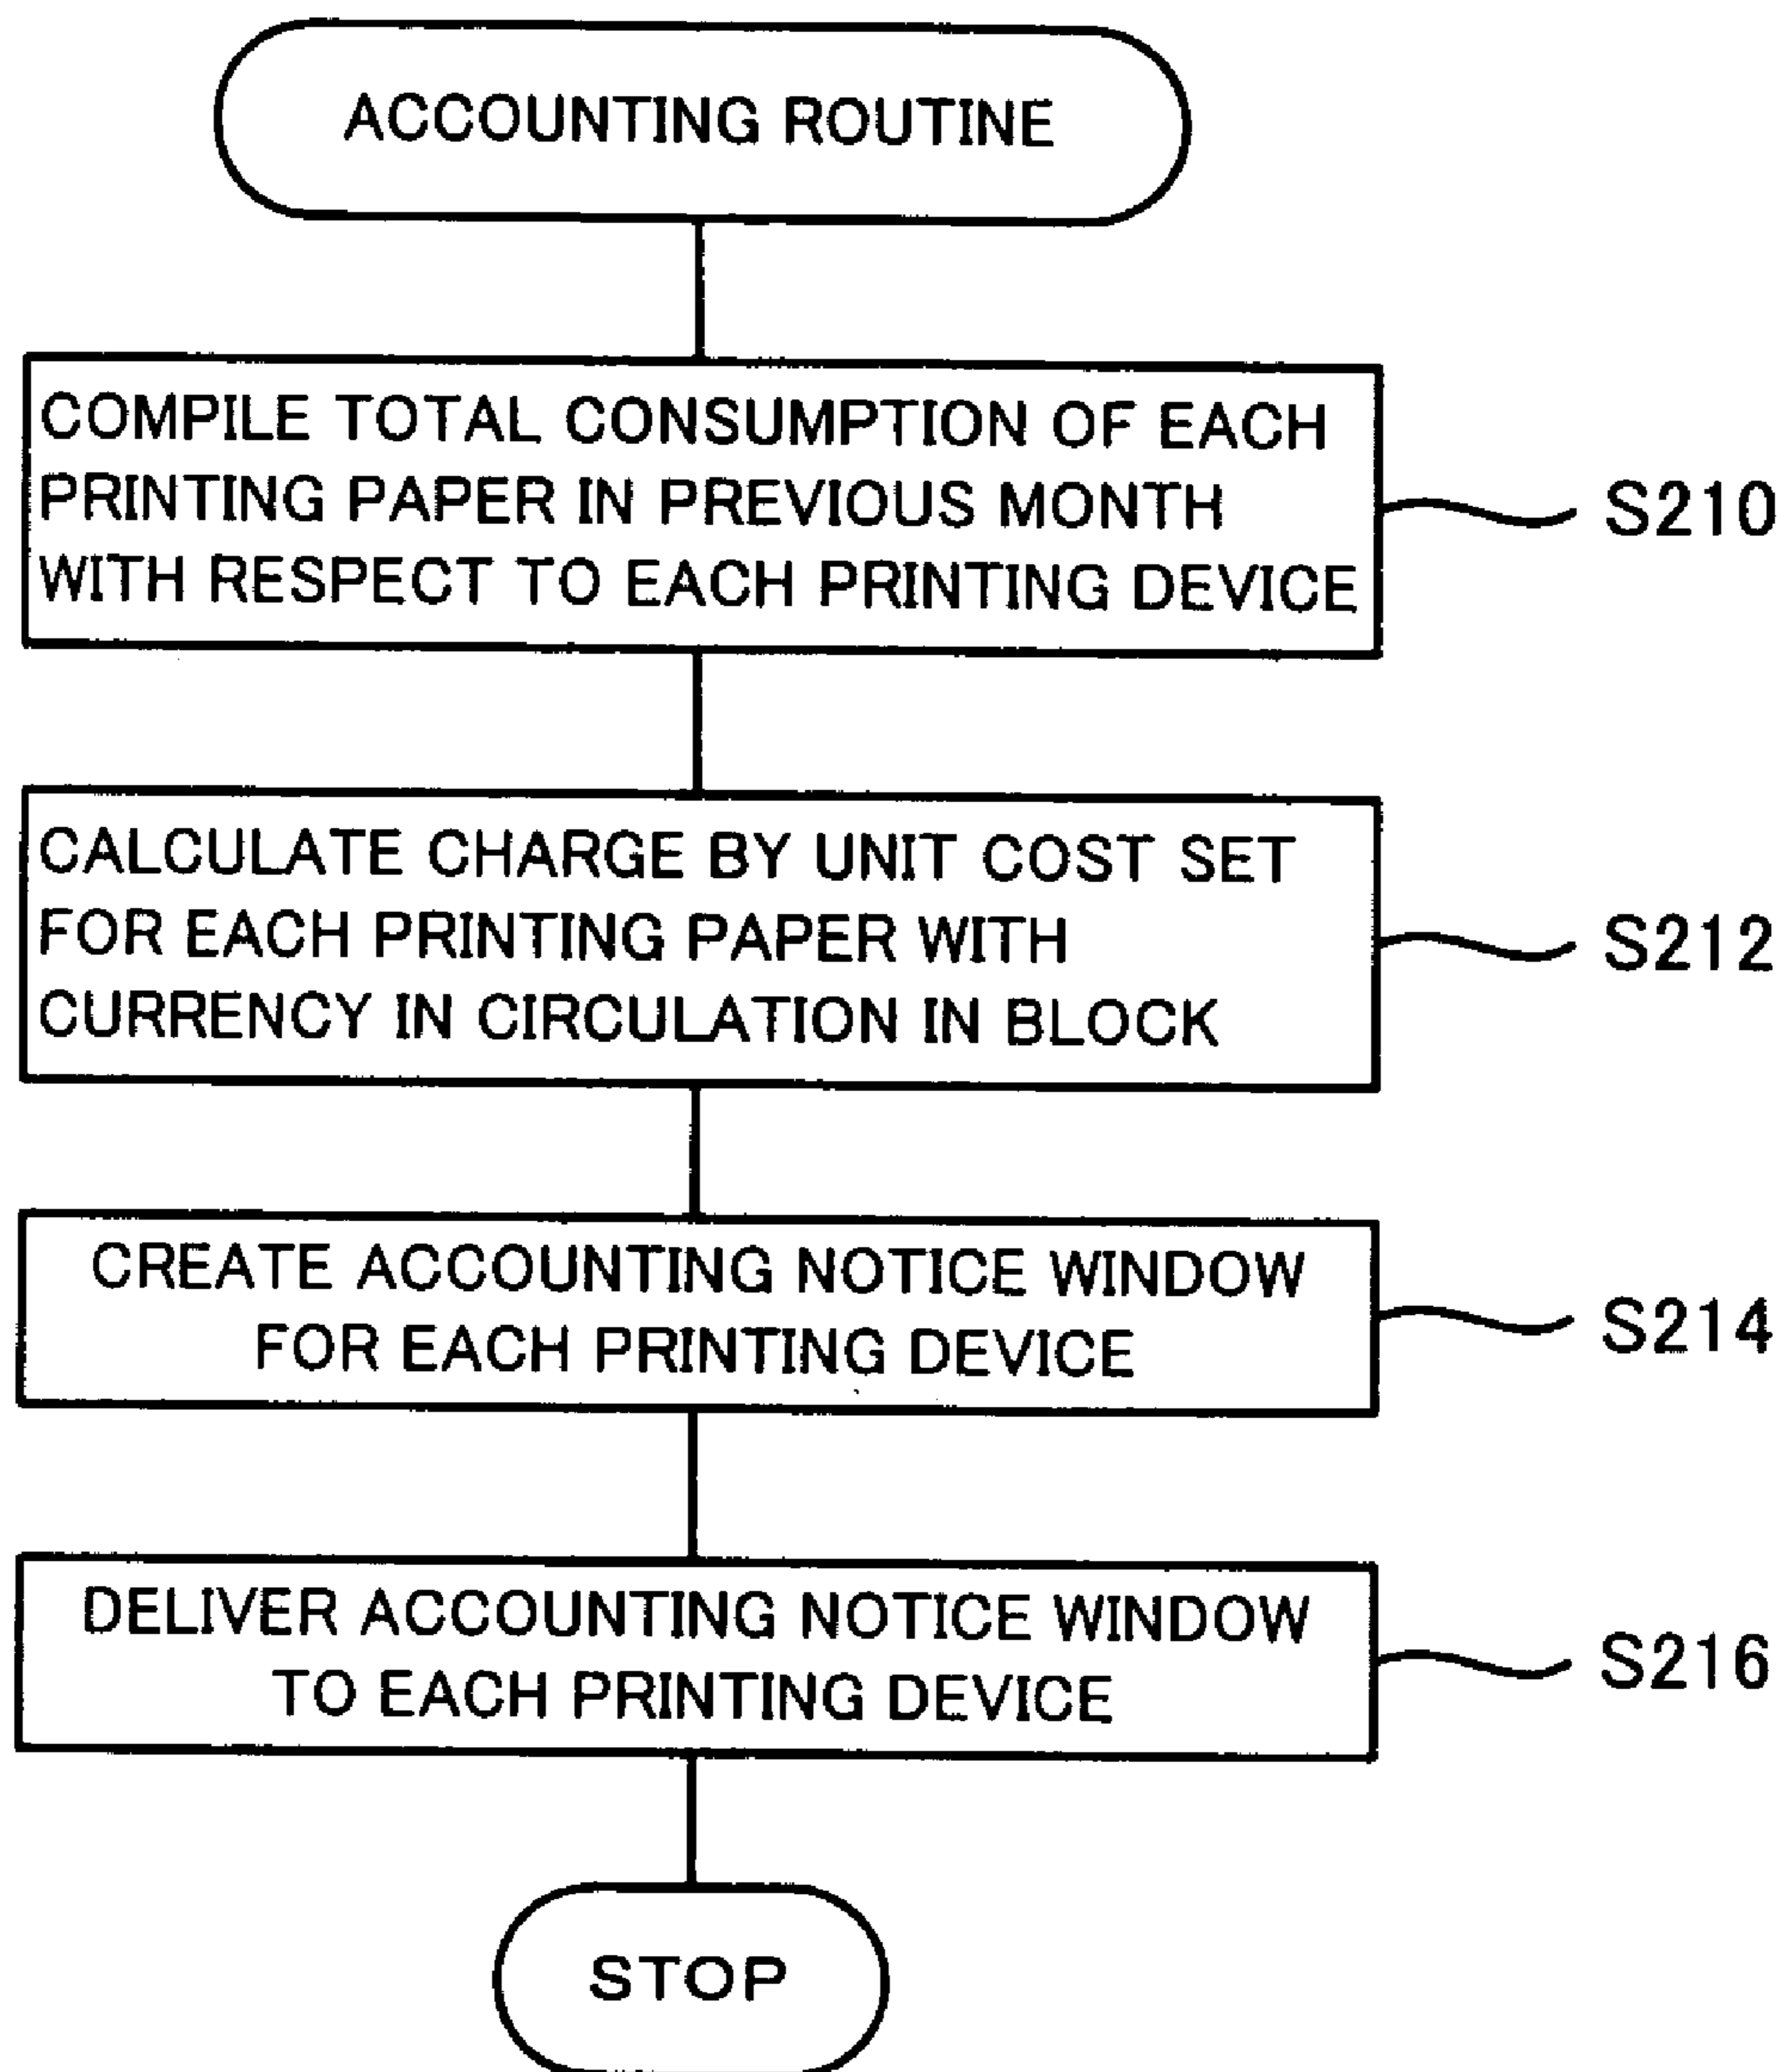 ACCOUNTING ROUTINE
COMPILE TOTAL CONSUMPTION OF EACH
PRINTING PAPER IN PREVIOUS MONTH
WITH RESPECT TO EACH PRINTING DEVICE
S210
CALCULATE CHARGE BY UNIT COST SET
FOR EACH PRINTING PAPER WITH
CURRENCY IN CIRCULATION IN BLOCK
S212
CREATE ACCOUNTING NOTICE WINDOW
FOR EACH PRINTING DEVICE
S214
DELIVER ACCOUNTING NOTICE WINDOW
TO EACH PRINTING DEVICE
S216
STOP